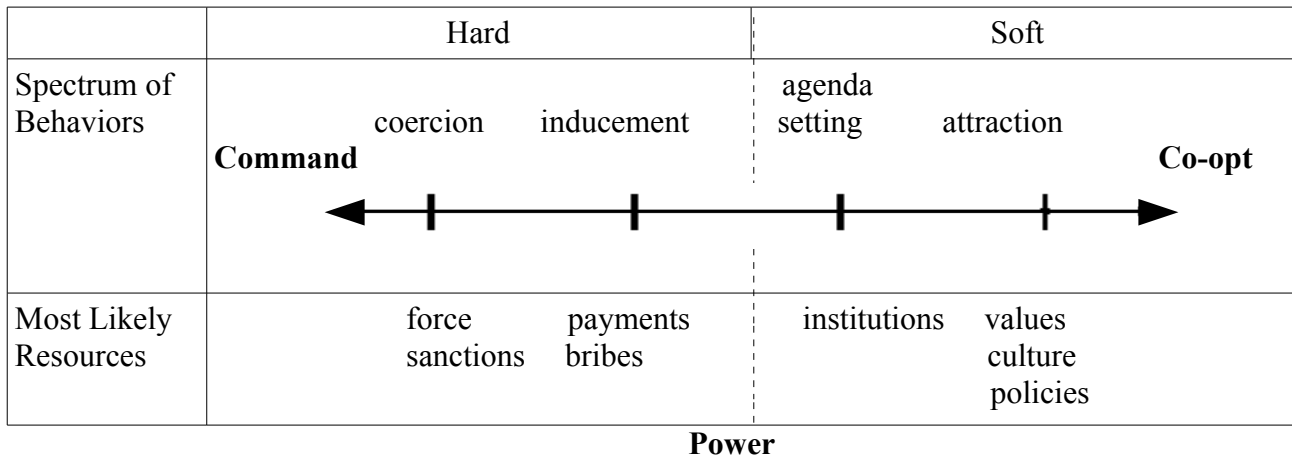 Hard Soft
Spectrum of agenda
Behaviors coercion inducement setting attraction
Command Co-opt
Most Likely force payments institutions values
Resources sanctions bribes culture
policies
Power